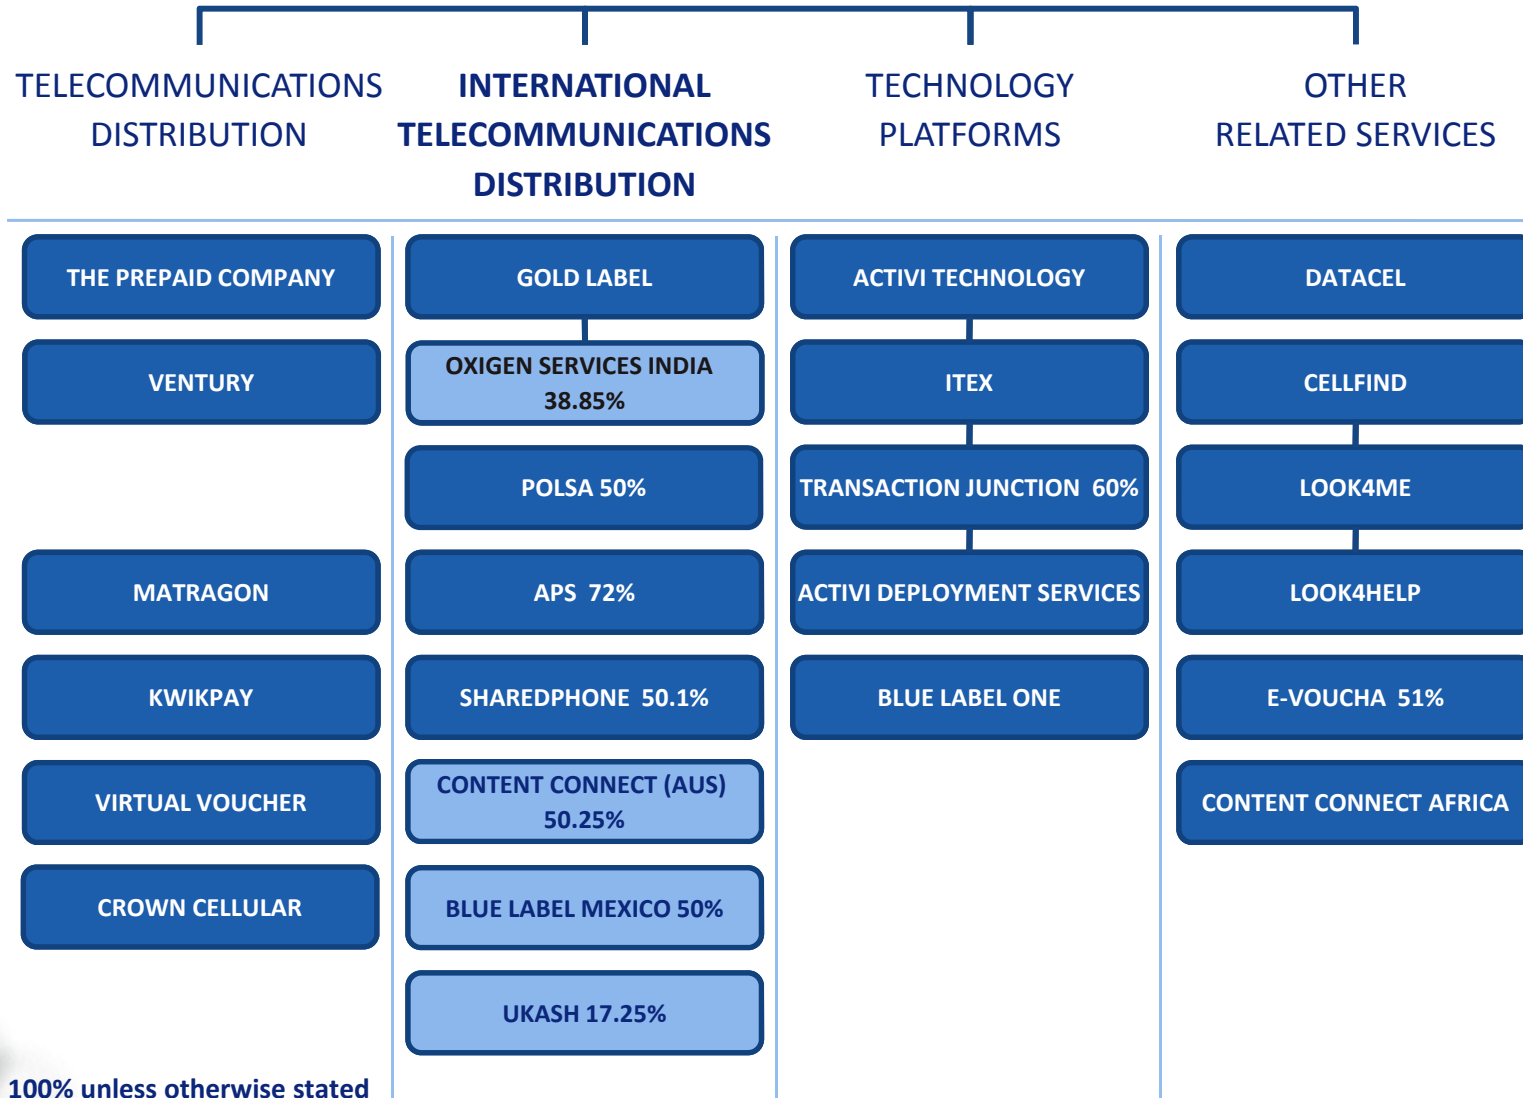 TELECOMMUNICATIONS
DISTRIBUTION
INTERNATIONAL
TELECOMMUNICATIONS
DISTRIBUTION
TECHNOLOGY
PLATFORMS
OTHER
RELATED SERVICES
THE PREPAID COMPANY
VENTURY
MATRAGON
KWIKPAY
VIRTUAL VOUCHER
CROWN CELLULAR
GOLD LABEL
OXIGEN SERVICES INDIA
38.85%
POLSA 50%
APS 72%
SHAREDPHONE 50.1%
CONTENT CONNECT (AUS)
50.25%
BLUE LABEL MEXICO 50%
UKASH 17.25%
ACTIVI TECHNOLOGY
ITEX
TRANSACTION JUNCTION 60%
ACTIVI DEPLOYMENT SERVICES
BLUE LABEL ONE
DATACEL
CELLFIND
LOOK4ME
LOOK4HELP
E-VOUCHA 51%
CONTENT CONNECT AFRICA
100% unless otherwise stated